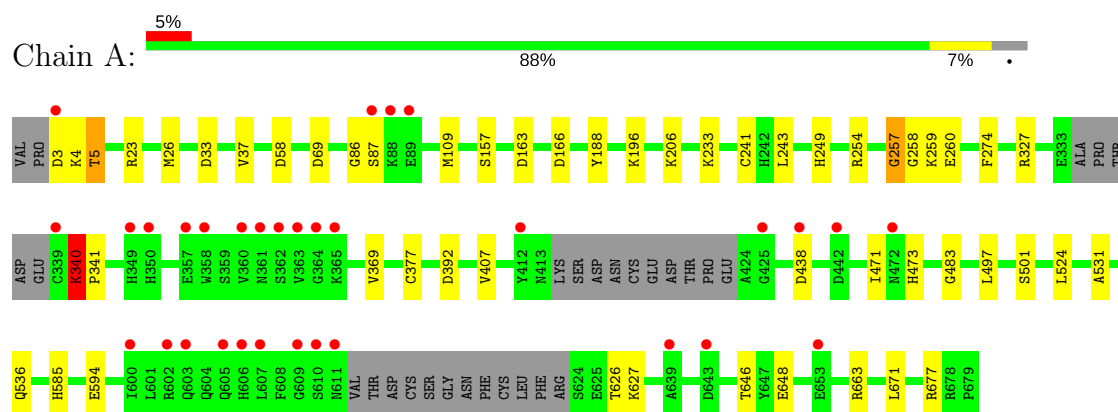 5%
Chain A:
88% 7% •
VAL PRO D3 K4 T5 R23 M26 D33 V37 D58 D69 G86 S87 K88 E89 M109 S157 D163 D166 Y188 K196 K206 K233 C241 H242 L243 H249 R254 G257 G258 K259 E260 F274 R327 E333 ALA PRO THR
ASP GLU C339 K340 P341 H349 H350 E357 W358 S359 V360 N361 S362 V363 G364 K365 V369 C377 D392 V407 Y412 N413 LYS SER ASP ASN CYS GLU ASP THR PRO GLU A424 G425 D438 D442 I471 N472 H473 G483 L497 S501 L524 A531
Q536 H585 E594 I600 L601 R602 Q603 Q604 Q605 H606 L607 F608 G609 S610 N611 VAL THR ASP CYS SER GLY ASN PHE CYS LEU PHE ARG S624 E625 T626 K627 A639 D643 T646 Y647 E648 E653 R663 L671 R677 R678 P679